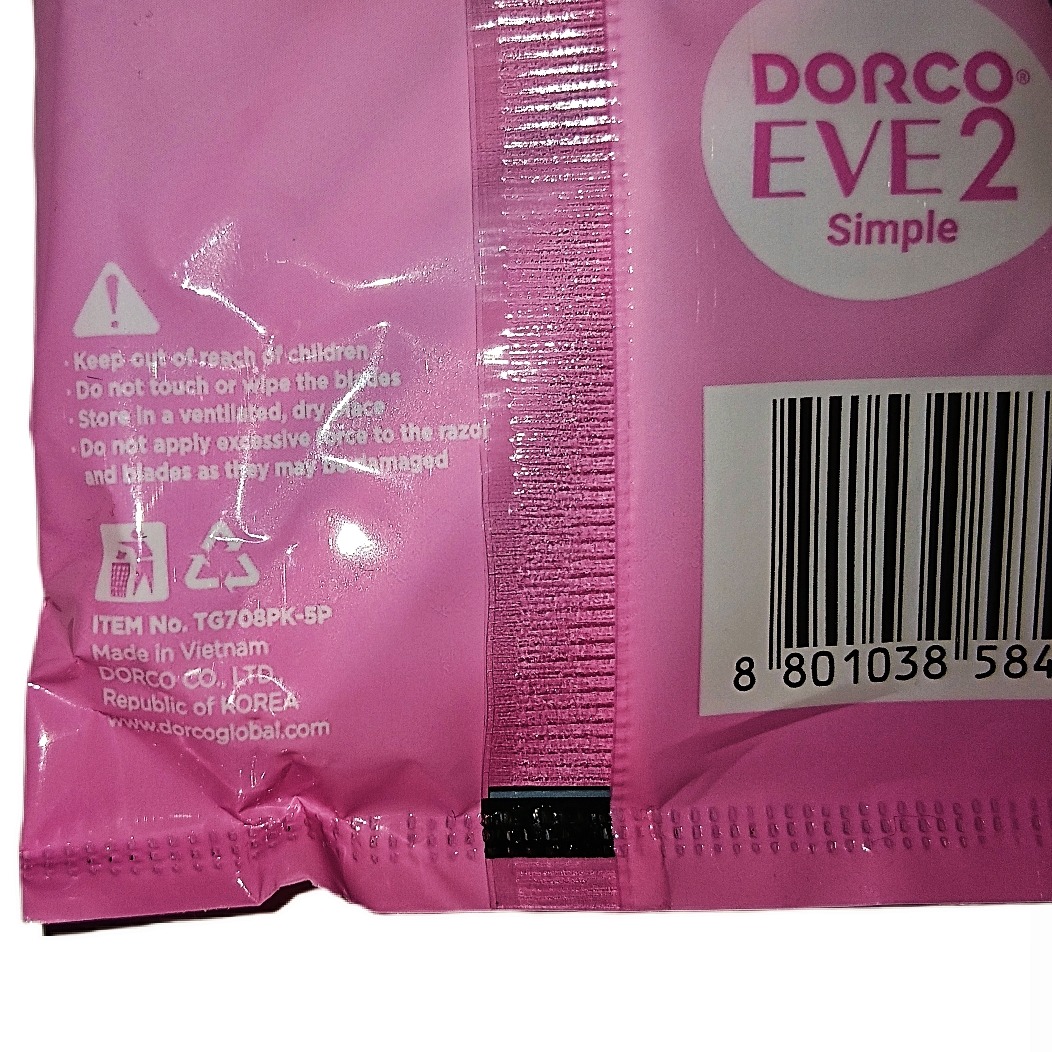 DORCO®
EVE2
Simple
· Keep out of reach of children
· Do not touch or wipe the blades
· Store in a ventilated, dry place
· Do not apply excessive force to the razor
and blades as they may be damaged
ITEM No. TG708PK-5P
Made in Vietnam
DORCO CO., LTD.
Republic of KOREA
www.dorcoglobal.com
8 801038 584